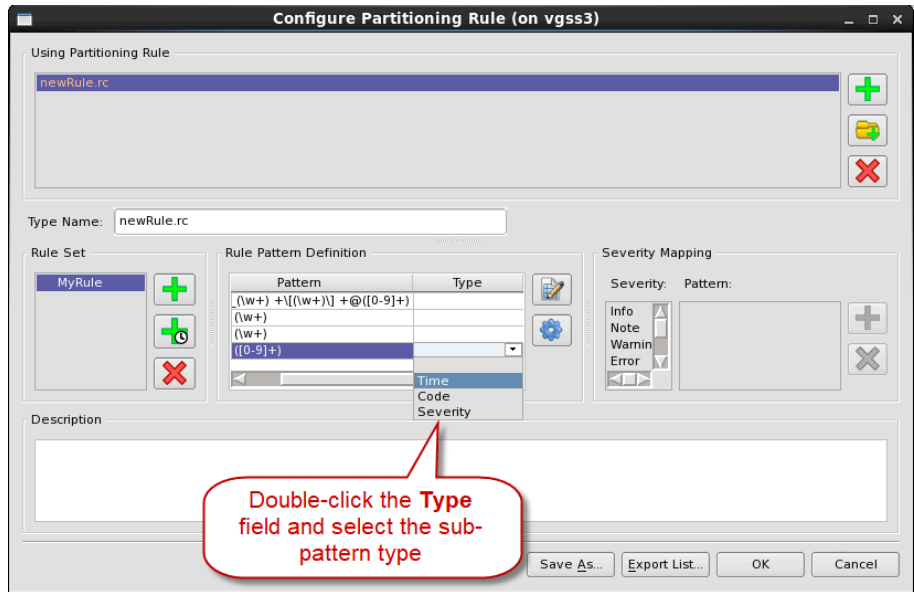 Configure Partitioning Rule (on vgss3)
Using Partitioning Rule
newRule.rc
Type Name: newRule.rc
Rule Set
Rule Pattern Definition
Severity Mapping
MyRule
Pattern Type
Severity: Pattern:
_(\w+) +\[(\w+)\] +@([0-9]+)
(\w+)
(\w+)
([0-9]+)
Info
Note
Warnin
Error
Time
Code
Severity
Description
Double-click the Type
field and select the sub-
pattern type
Save As... Export List... OK Cancel